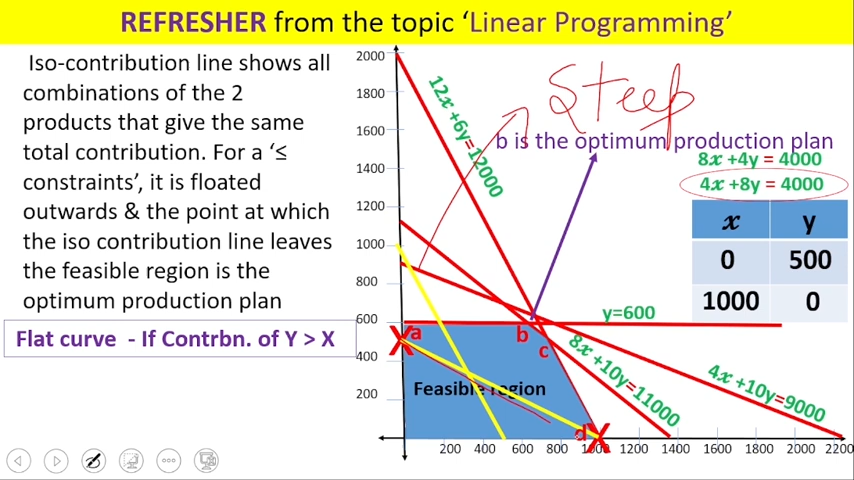 REFRESHER from the topic ‘Linear Programming’
Iso-contribution line shows all
combinations of the 2
products that give the same
total contribution. For a ‘≤
constraints’, it is floated
outwards & the point at which
the iso contribution line leaves
the feasible region is the
optimum production plan
Flat curve - If Contrbn. of Y > X
2000
1800
1600
1400
1200
1000
800
600
400
200
12x +6y=12000
Steep
b is the optimum production plan
8x +4y = 4000
4x +8y = 4000
x y
0 500
1000 0
y=600
X a
b
c
8x +10y=11000
4x +10y=9000
Feasible region
d X
200 400 600 800 1000 1200 1400 1600 1800 2000 2200